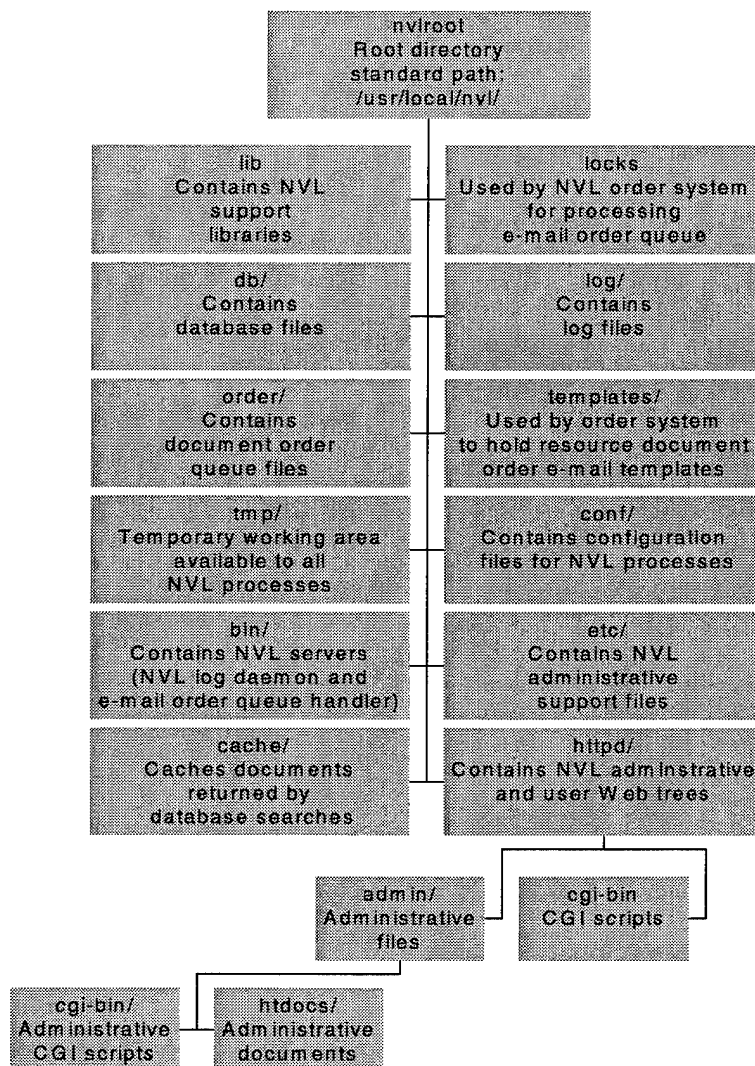 nvlroot
Root directory
standard path:
/usr/local/nvl/
lib
Contains NVL
support
libraries
locks
Used by NVL order system
for processing
e-mail order queue
db/
Contains
database files
log/
Contains
log files
order/
Contains
document order
queue files
templates/
Used by order system
to hold resource document
order e-mail templates
tmp/
Temporary working area
available to all
NVL processes
conf/
Contains configuration
files for NVL processes
bin/
Contains NVL servers
(NVL log daemon and
e-mail order queue handler)
etc/
Contains NVL
administrative
support files
cache/
Caches documents
returned by
database searches
httpd/
Contains NVL adminstrative
and user Web trees
admin/
Administrative
files
cgi-bin
CGI scripts
cgi-bin/
Administrative
CGI scripts
htdocs/
Administrative
documents